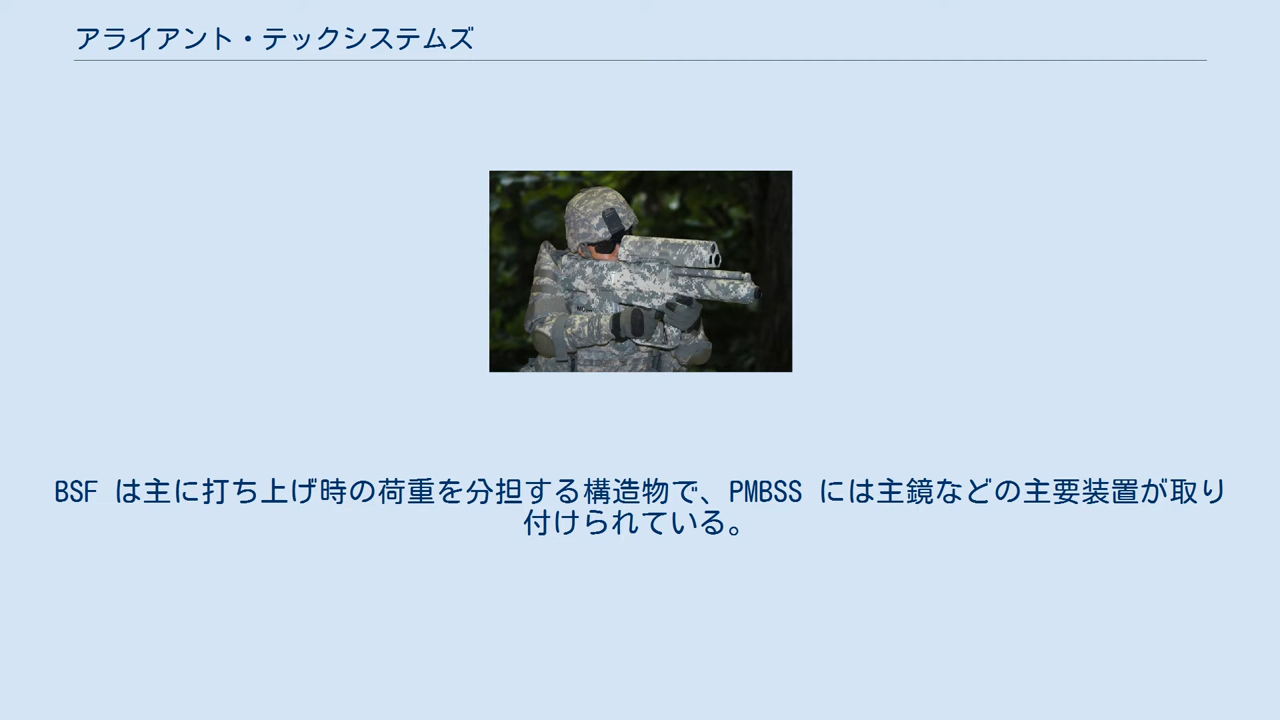 アライアント・テックシステムズ
BSF は主に打ち上げ時の荷重を分担する構造物で、PMBSS には主鏡などの主要装置が取り
付けられている。